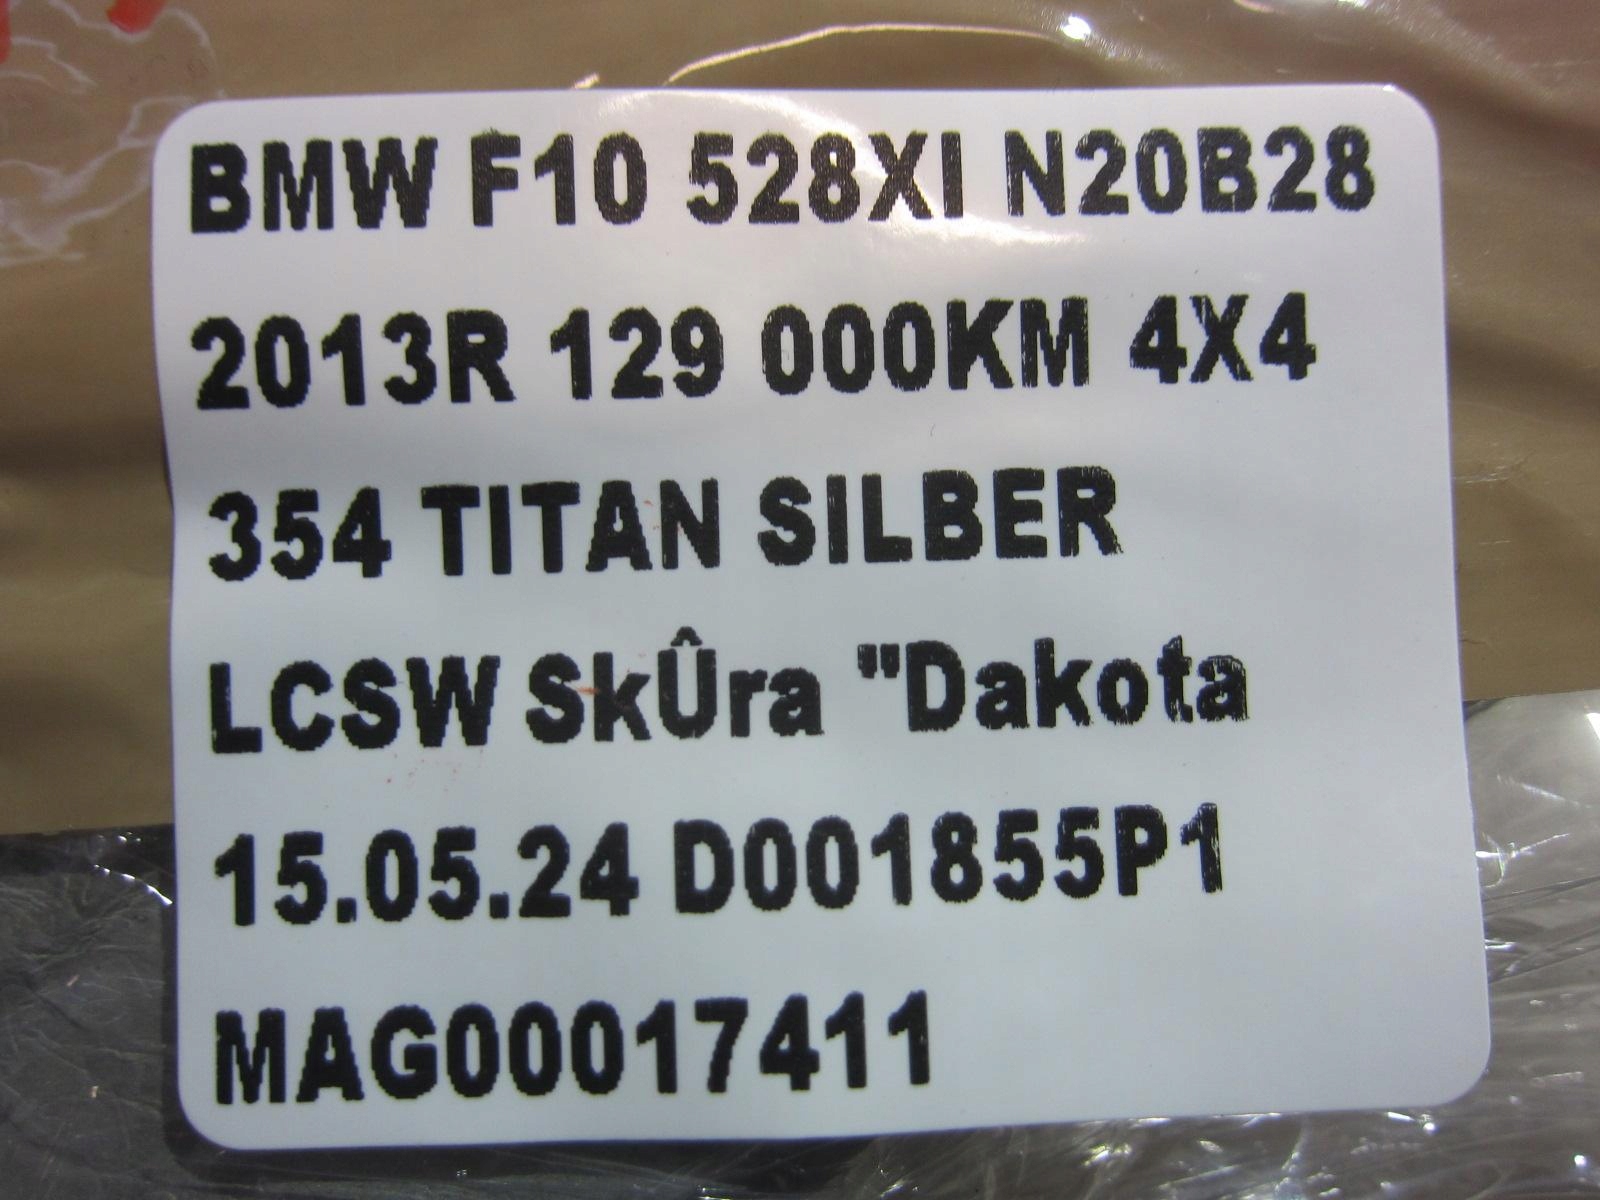 BMW F10 528XI N20B28
2013R 129 000KM 4X4
354 TITAN SILBER
LCSW SkÛra "Dakota
15.05.24 D001855P1
MAG00017411